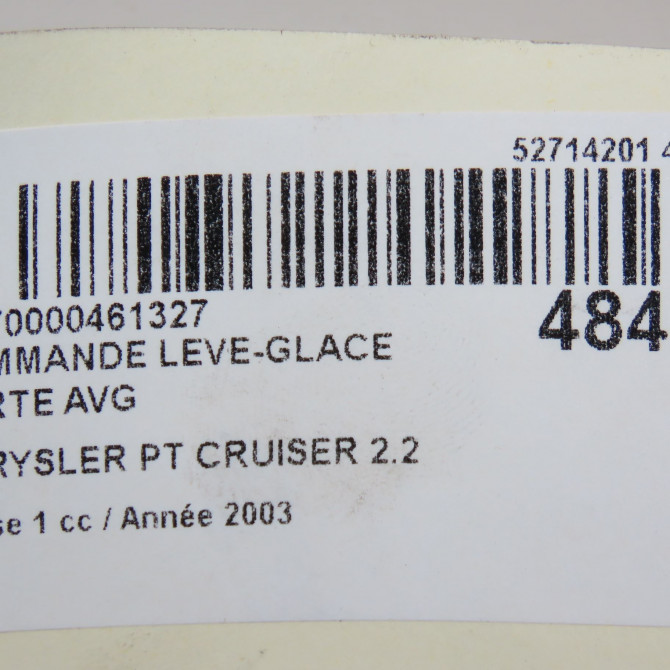 52714201 4
70000461327
484
MMANDE LEVE-GLACE
RTE AVG
RYSLER PT CRUISER 2.2
se 1 cc / Année 2003